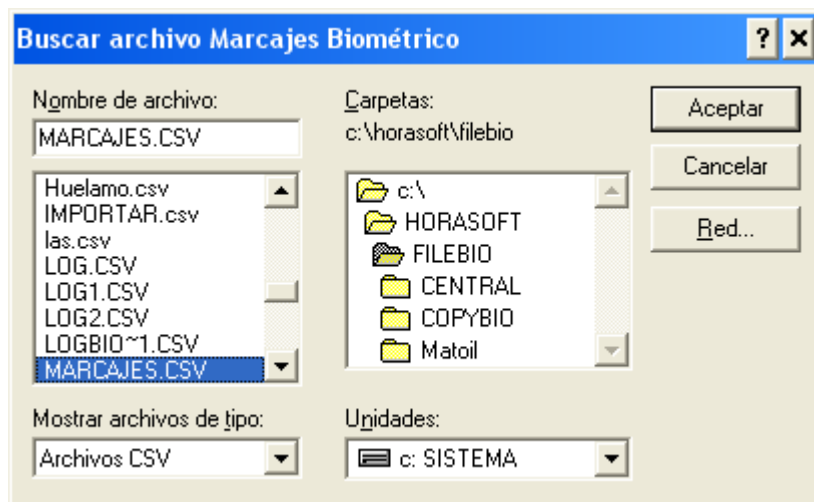 Buscar archivo Marcajes Biométrico
Nombre de archivo:
MARCAJES.CSV
Huelamo.csv
IMPORTAR.csv
las.csv
LOG.CSV
LOG1.CSV
LOG2.CSV
LOGBIO~1.CSV
MARCAJES.CSV
Mostrar archivos de tipo:
Archivos CSV
Carpetas:
c:\horasoft\filebio
c:\
HORASOFT
FILEBIO
CENTRAL
COPYBIO
Matoil
Unidades:
c: SISTEMA
Aceptar
Cancelar
Red...